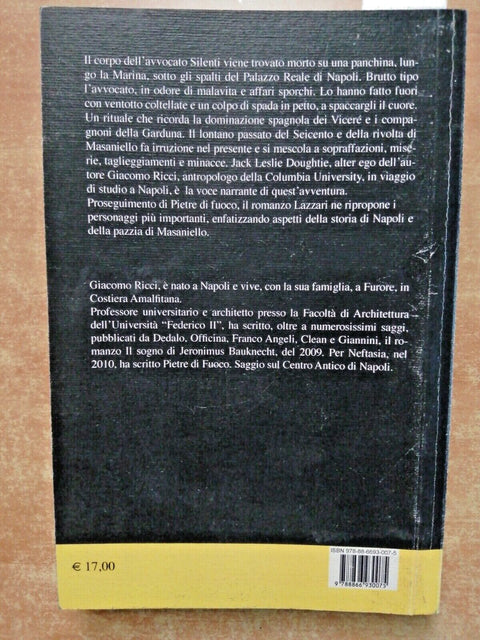 Il corpo dell'avvocato Silenti viene trovato morto su una panchina, lun-
go la Marina, sotto gli spalti del Palazzo Reale di Napoli. Brutto tipo
l'avvocato, in odore di malavita e affari sporchi. Lo hanno fatto fuori
con ventotto coltellate e un colpo di spada in petto, a spaccargli il cuore.
Un rituale che ricorda la dominazione spagnola dei Viceré e i compa-
gnoni della Garduna. Il lontano passato del Seicento e della rivolta di
Masaniello fa irruzione nel presente e si mescola a sopraffazioni, mise-
rie, taglieggiamenti e minacce. Jack Leslie Doughtie, alter ego dell'au-
tore Giacomo Ricci, antropologo della Columbia University, in viaggio
di studio a Napoli, è la voce narrante di quest'avventura.
Proseguimento di Pietre di fuoco, il romanzo Lazzari ne ripropone i
personaggi più importanti, enfatizzando aspetti della storia di Napoli e
della pazzia di Masaniello.
Giacomo Ricci, è nato a Napoli e vive, con la sua famiglia, a Furore, in
Costiera Amalfitana.
Professore universitario e architetto presso la Facoltà di Architettura
dell'Università "Federico II", ha scritto, oltre a numerosissimi saggi,
pubblicati da Dedalo, Officina, Franco Angeli, Clean e Giannini, il ro-
manzo Il sogno di Jeronimus Bauknecht, del 2009. Per Neftasia, nel
2010, ha scritto Pietre di Fuoco. Saggio sul Centro Antico di Napoli.
ISBN 978-88-6693-007-5
€ 17,00
9 788866 930075